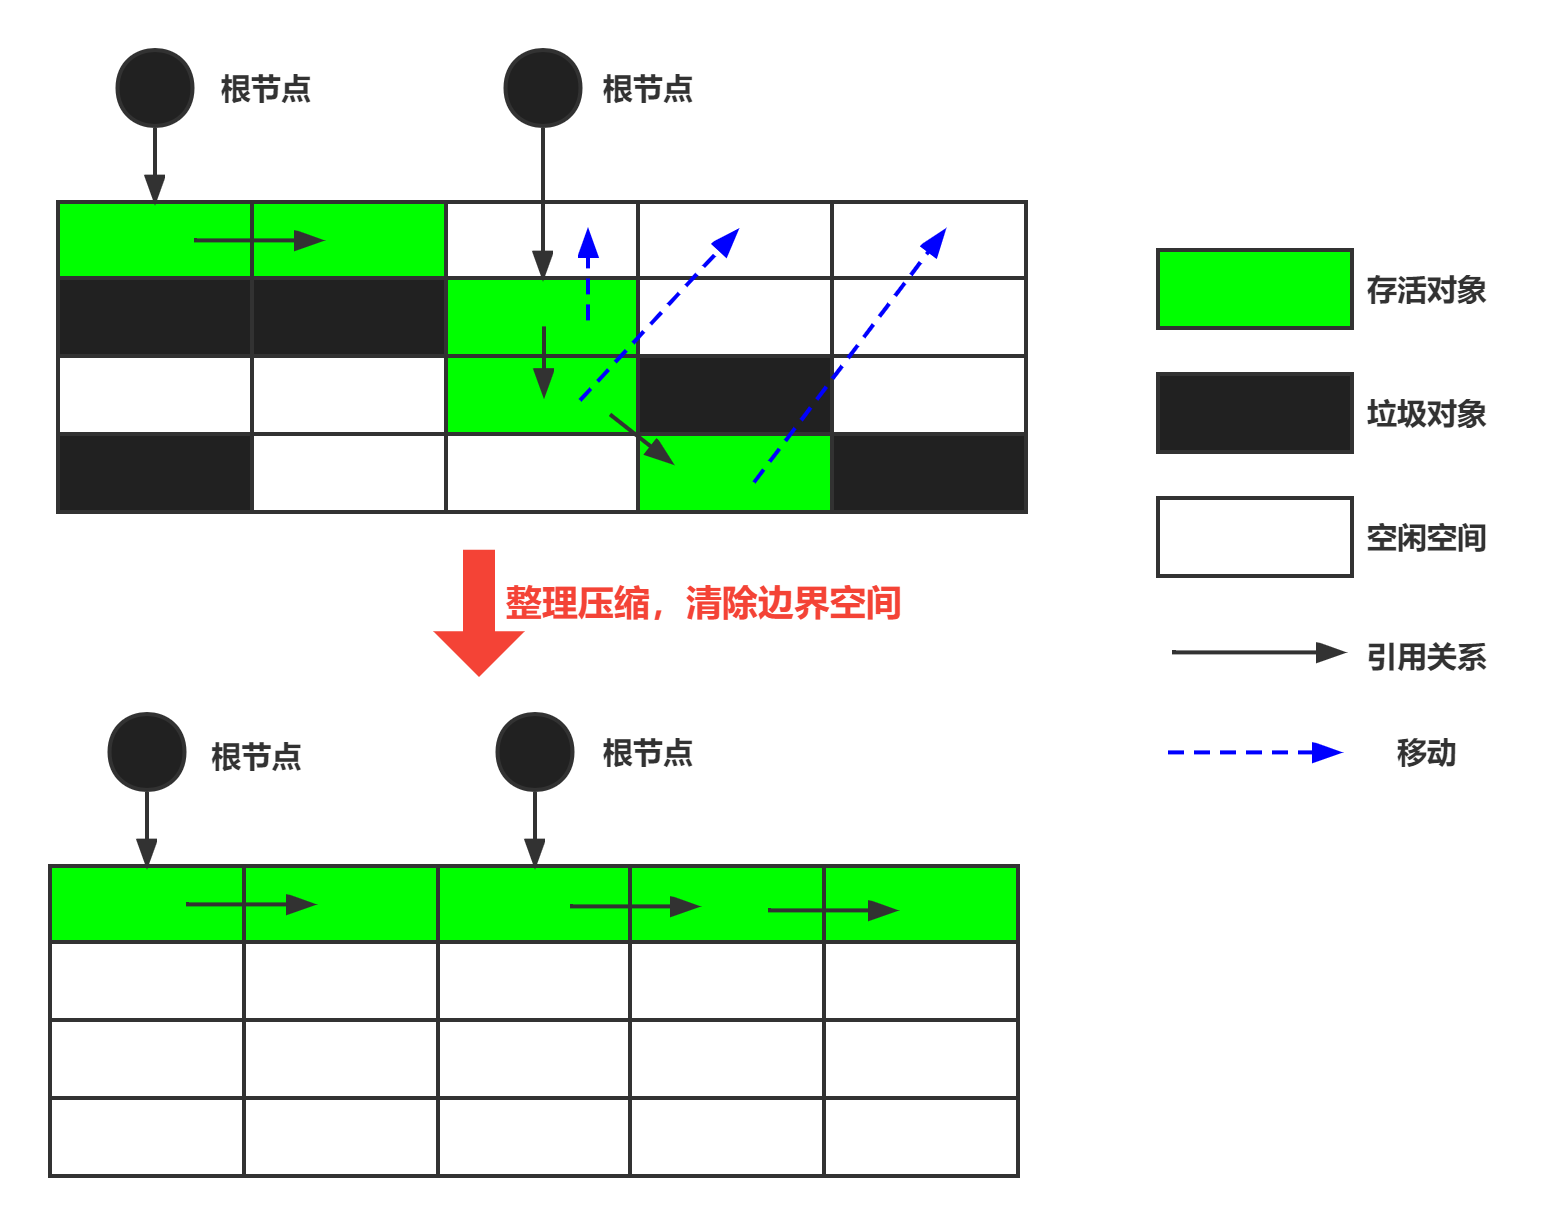 根节点
根节点
存活对象
垃圾对象
空闲空间
引用关系
移动
整理压缩，清除边界空间
根节点
根节点